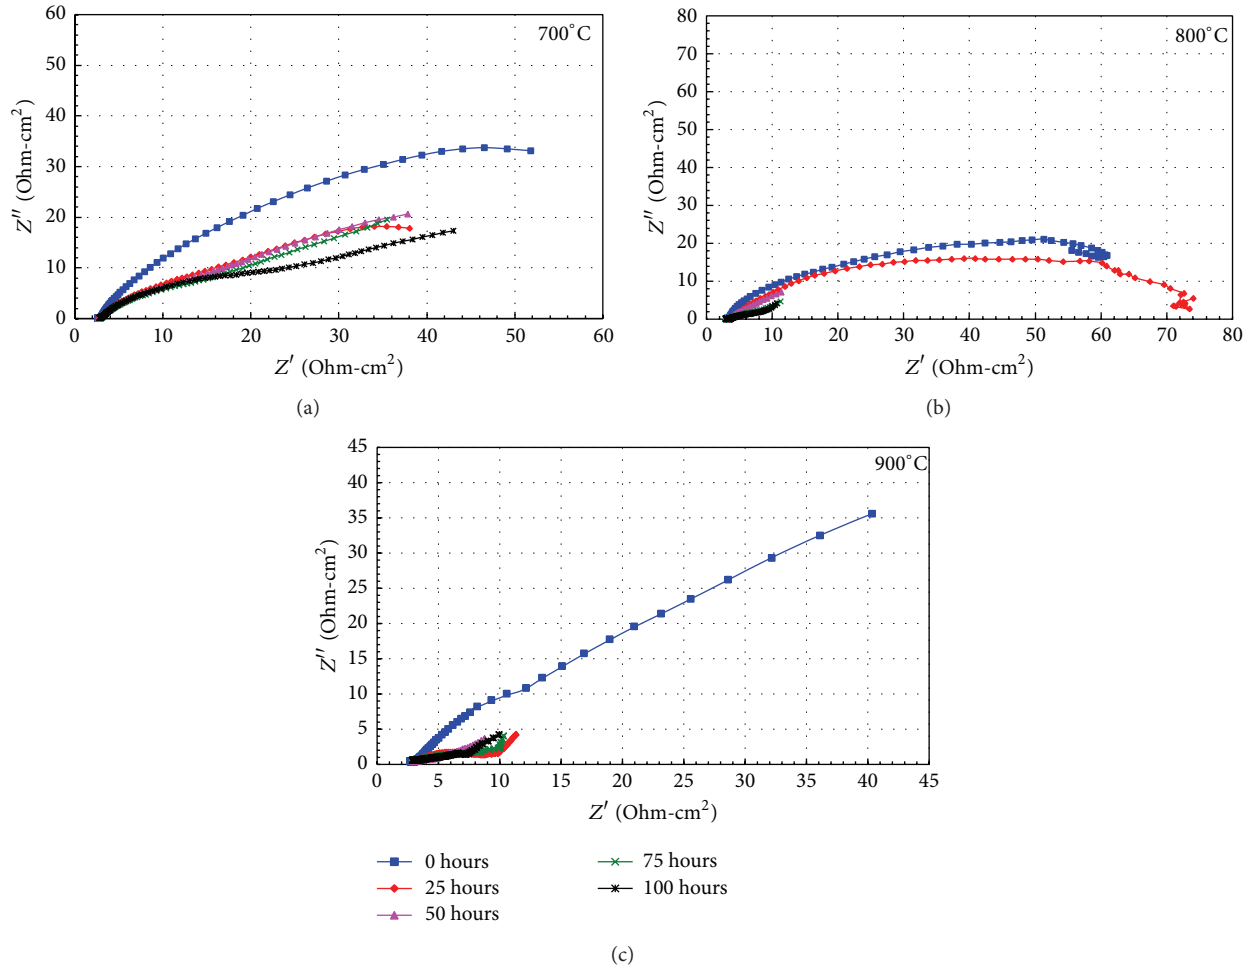 60
50
40
30
20
10
0
Z″ (Ohm-cm²)
700°C
0 10 20 30 40 50 60
Z′ (Ohm-cm²)
(a)
80
70
60
50
40
30
20
10
0
Z″ (Ohm-cm²)
800°C
0 10 20 30 40 50 60 70 80
Z′ (Ohm-cm²)
(b)
45
40
35
30
25
20
15
10
5
0
Z″ (Ohm-cm²)
900°C
0 5 10 15 20 25 30 35 40 45
Z′ (Ohm-cm²)
0 hours
25 hours
50 hours
75 hours
100 hours
(c)